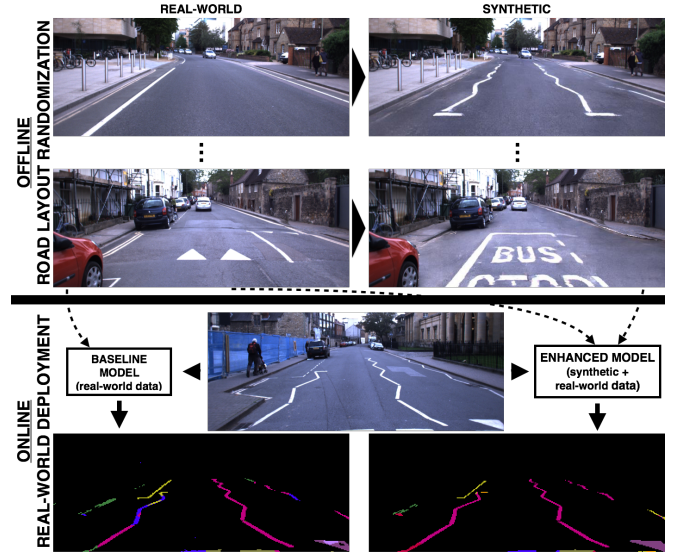 REAL-WORLD
SYNTHETIC
OFFLINE
ROAD LAYOUT RANDOMIZATION
BUS
STOP
ONLINE
REAL-WORLD DEPLOYMENT
BASELINE
MODEL
(real-world data)
ENHANCED MODEL
(synthetic +
real-world data)